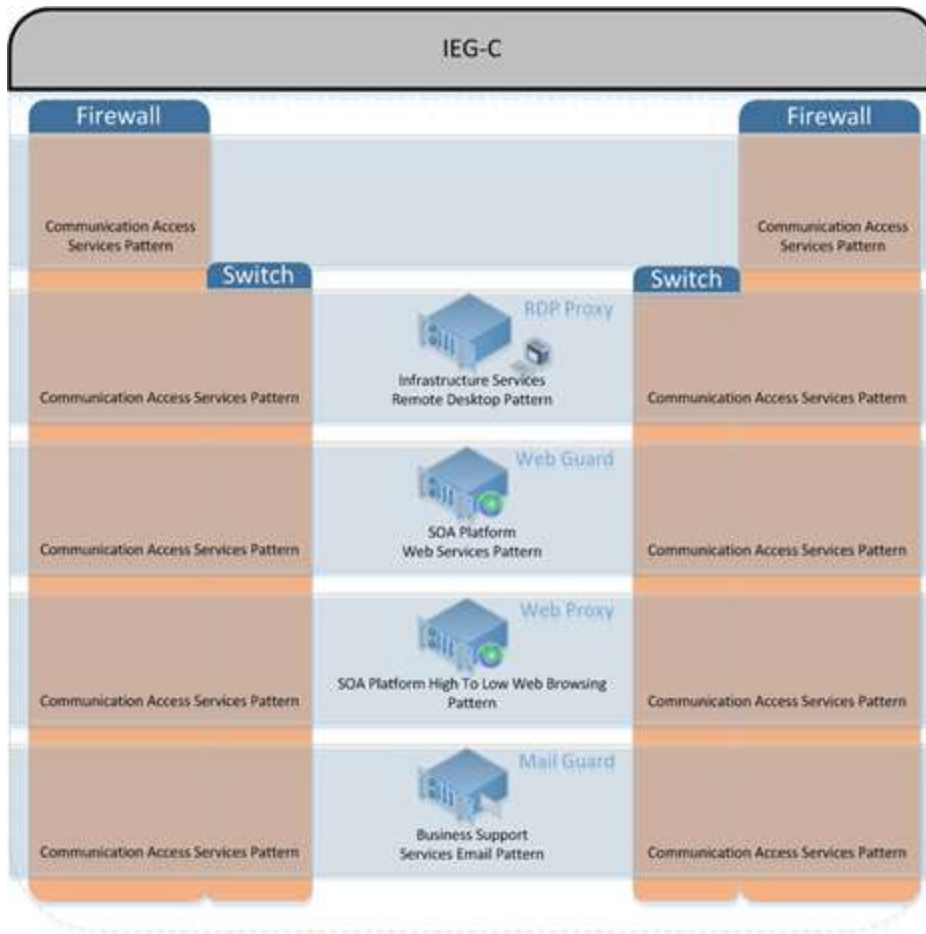 IEG-C
Firewall
Firewall
Communication Access
Services Pattern
Communication Access
Services Pattern
Switch
Switch
RDP Proxy
Infrastructure Services
Remote Desktop Pattern
Communication Access Services Pattern
Communication Access Services Pattern
Web Guard
SOA Platform
Web Services Pattern
Communication Access Services Pattern
Communication Access Services Pattern
Web Proxy
SOA Platform High To Low Web Browsing
Pattern
Communication Access Services Pattern
Communication Access Services Pattern
Mail Guard
Business Support
Services Email Pattern
Communication Access Services Pattern
Communication Access Services Pattern